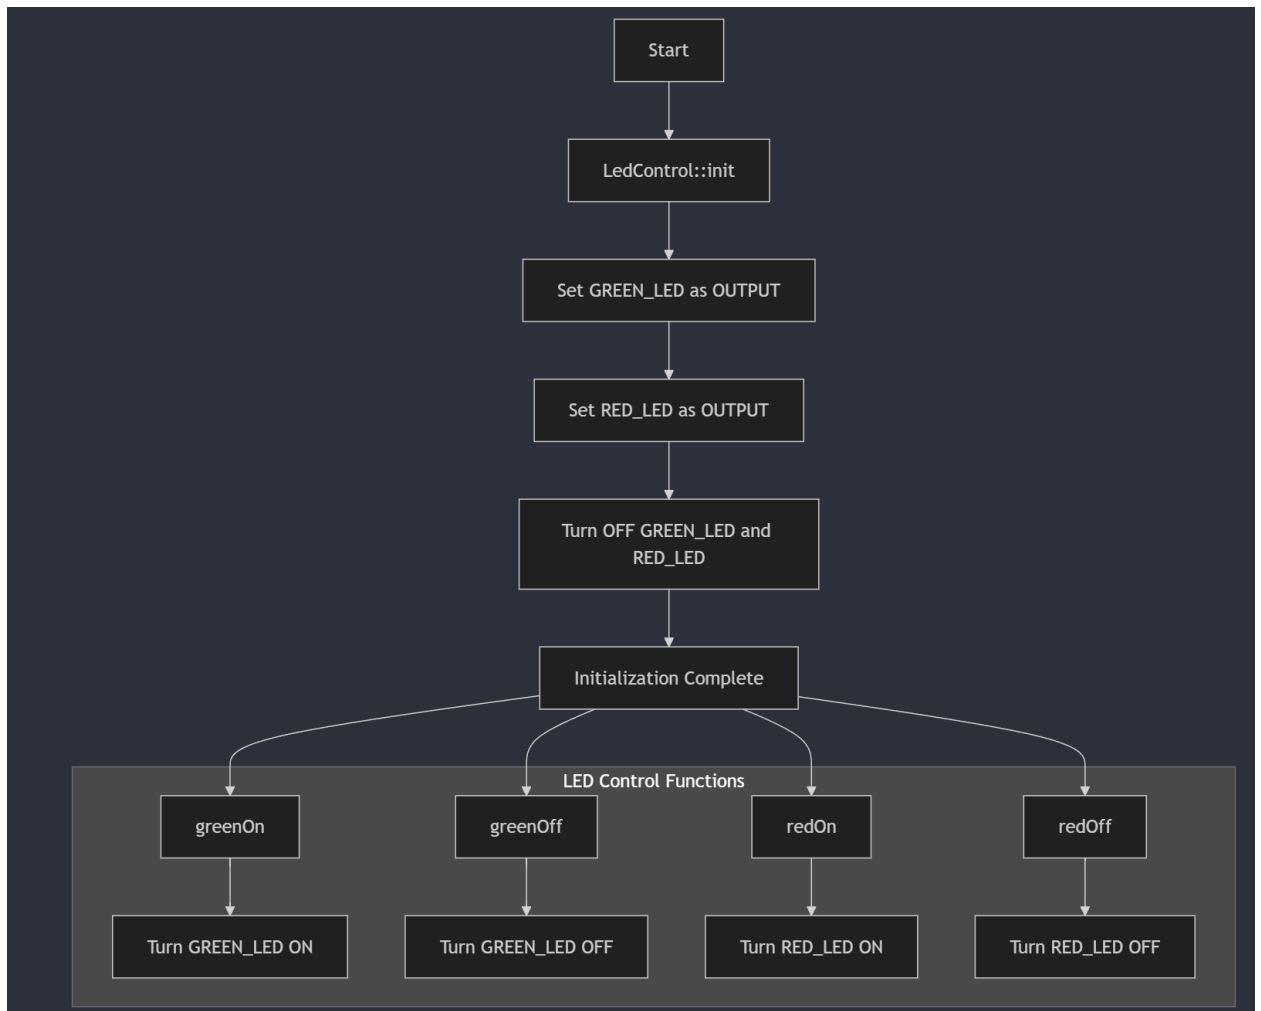 Start
LedControl::init
Set GREEN_LED as OUTPUT
Set RED_LED as OUTPUT
Turn OFF GREEN_LED and
RED_LED
Initialization Complete
LED Control Functions
greenOn
greenOff
redOn
redOff
Turn GREEN_LED ON
Turn GREEN_LED OFF
Turn RED_LED ON
Turn RED_LED OFF